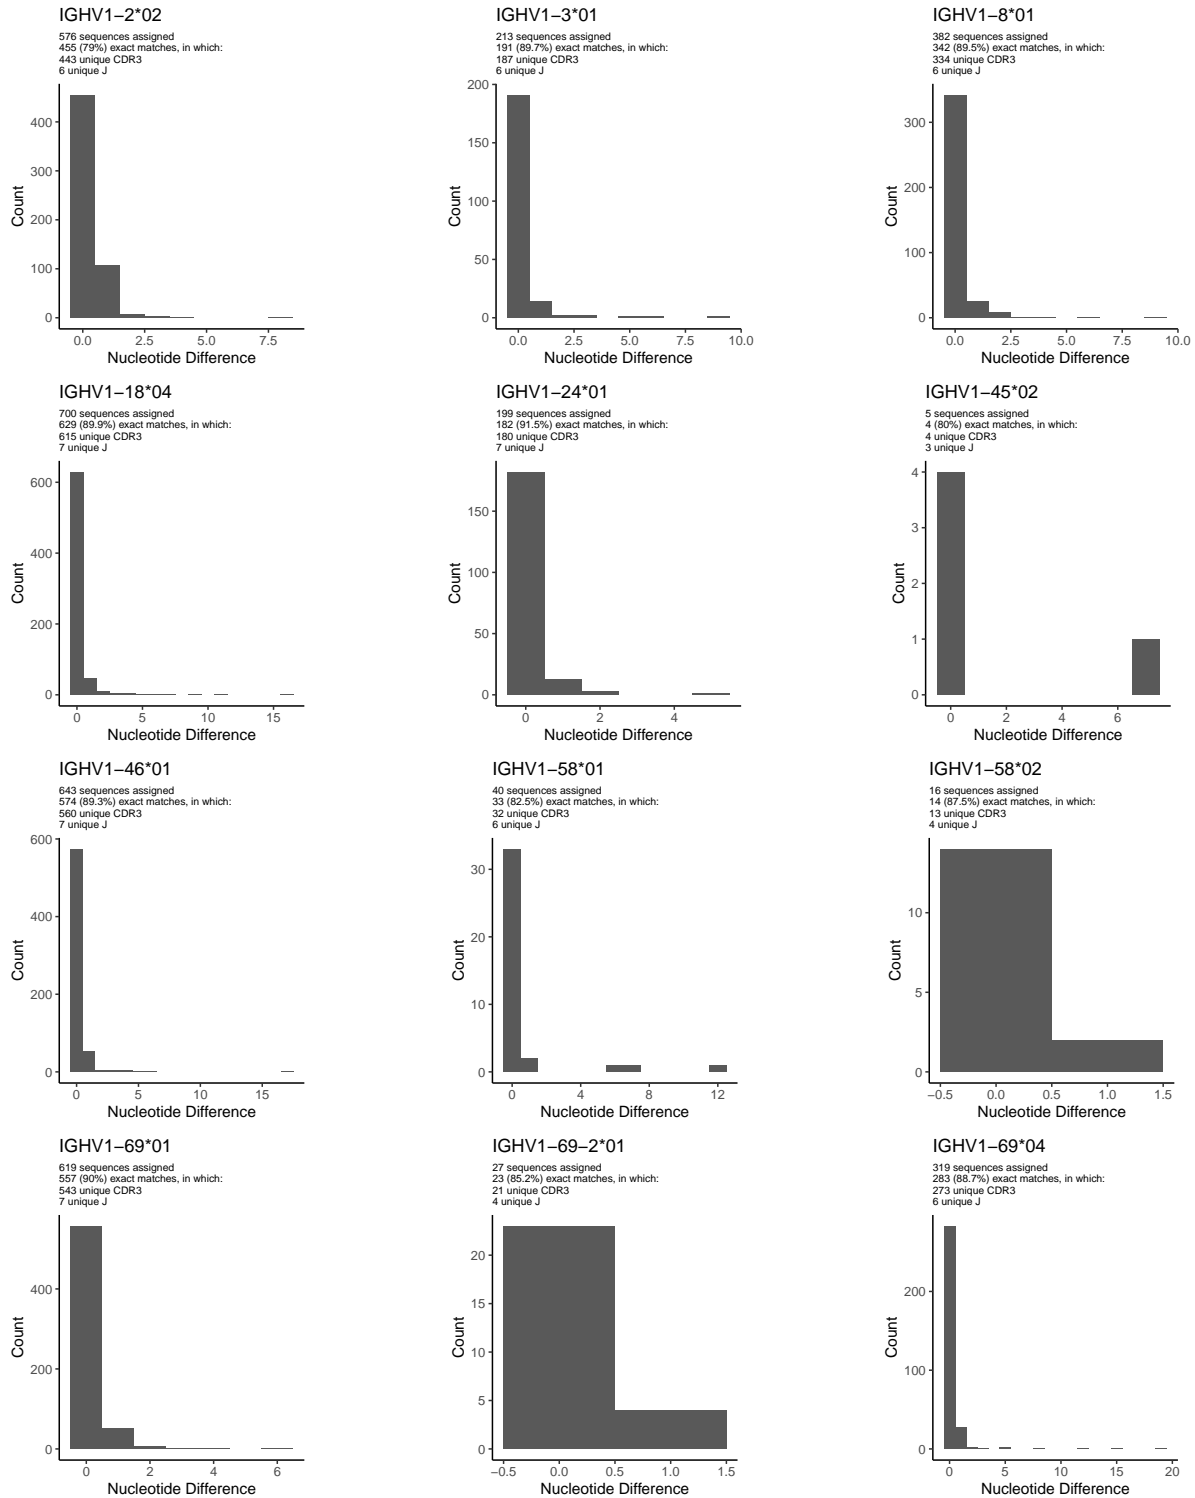 IGHV1−2*02
576 sequences assigned
455 (79%) exact matches, in which:
443 unique CDR3
6 unique J
400
300
200
100
0
Count
0.0 2.5 5.0 7.5
Nucleotide Difference
IGHV1−3*01
213 sequences assigned
191 (89.7%) exact matches, in which:
187 unique CDR3
6 unique J
200
150
100
50
0
Count
0.0 2.5 5.0 7.5 10.0
Nucleotide Difference
IGHV1−8*01
382 sequences assigned
342 (89.5%) exact matches, in which:
334 unique CDR3
6 unique J
300
200
100
0
Count
0.0 2.5 5.0 7.5 10.0
Nucleotide Difference
IGHV1−18*04
700 sequences assigned
629 (89.9%) exact matches, in which:
615 unique CDR3
7 unique J
600
400
200
0
Count
0 5 10 15
Nucleotide Difference
IGHV1−24*01
199 sequences assigned
182 (91.5%) exact matches, in which:
180 unique CDR3
7 unique J
150
100
50
0
Count
0 2 4
Nucleotide Difference
IGHV1−45*02
5 sequences assigned
4 (80%) exact matches, in which:
4 unique CDR3
3 unique J
4
3
2
1
0
Count
0 2 4 6
Nucleotide Difference
IGHV1−46*01
643 sequences assigned
574 (89.3%) exact matches, in which:
560 unique CDR3
7 unique J
600
400
200
0
Count
0 5 10 15
Nucleotide Difference
IGHV1−58*01
40 sequences assigned
33 (82.5%) exact matches, in which:
32 unique CDR3
6 unique J
30
20
10
0
Count
0 4 8 12
Nucleotide Difference
IGHV1−58*02
16 sequences assigned
14 (87.5%) exact matches, in which:
13 unique CDR3
4 unique J
10
5
0
Count
−0.5 0.0 0.5 1.0 1.5
Nucleotide Difference
IGHV1−69*01
619 sequences assigned
557 (90%) exact matches, in which:
543 unique CDR3
7 unique J
400
200
0
Count
0 2 4 6
Nucleotide Difference
IGHV1−69−2*01
27 sequences assigned
23 (85.2%) exact matches, in which:
21 unique CDR3
4 unique J
20
15
10
5
0
Count
−0.5 0.0 0.5 1.0 1.5
Nucleotide Difference
IGHV1−69*04
319 sequences assigned
283 (88.7%) exact matches, in which:
273 unique CDR3
6 unique J
200
100
0
Count
0 5 10 15 20
Nucleotide Difference